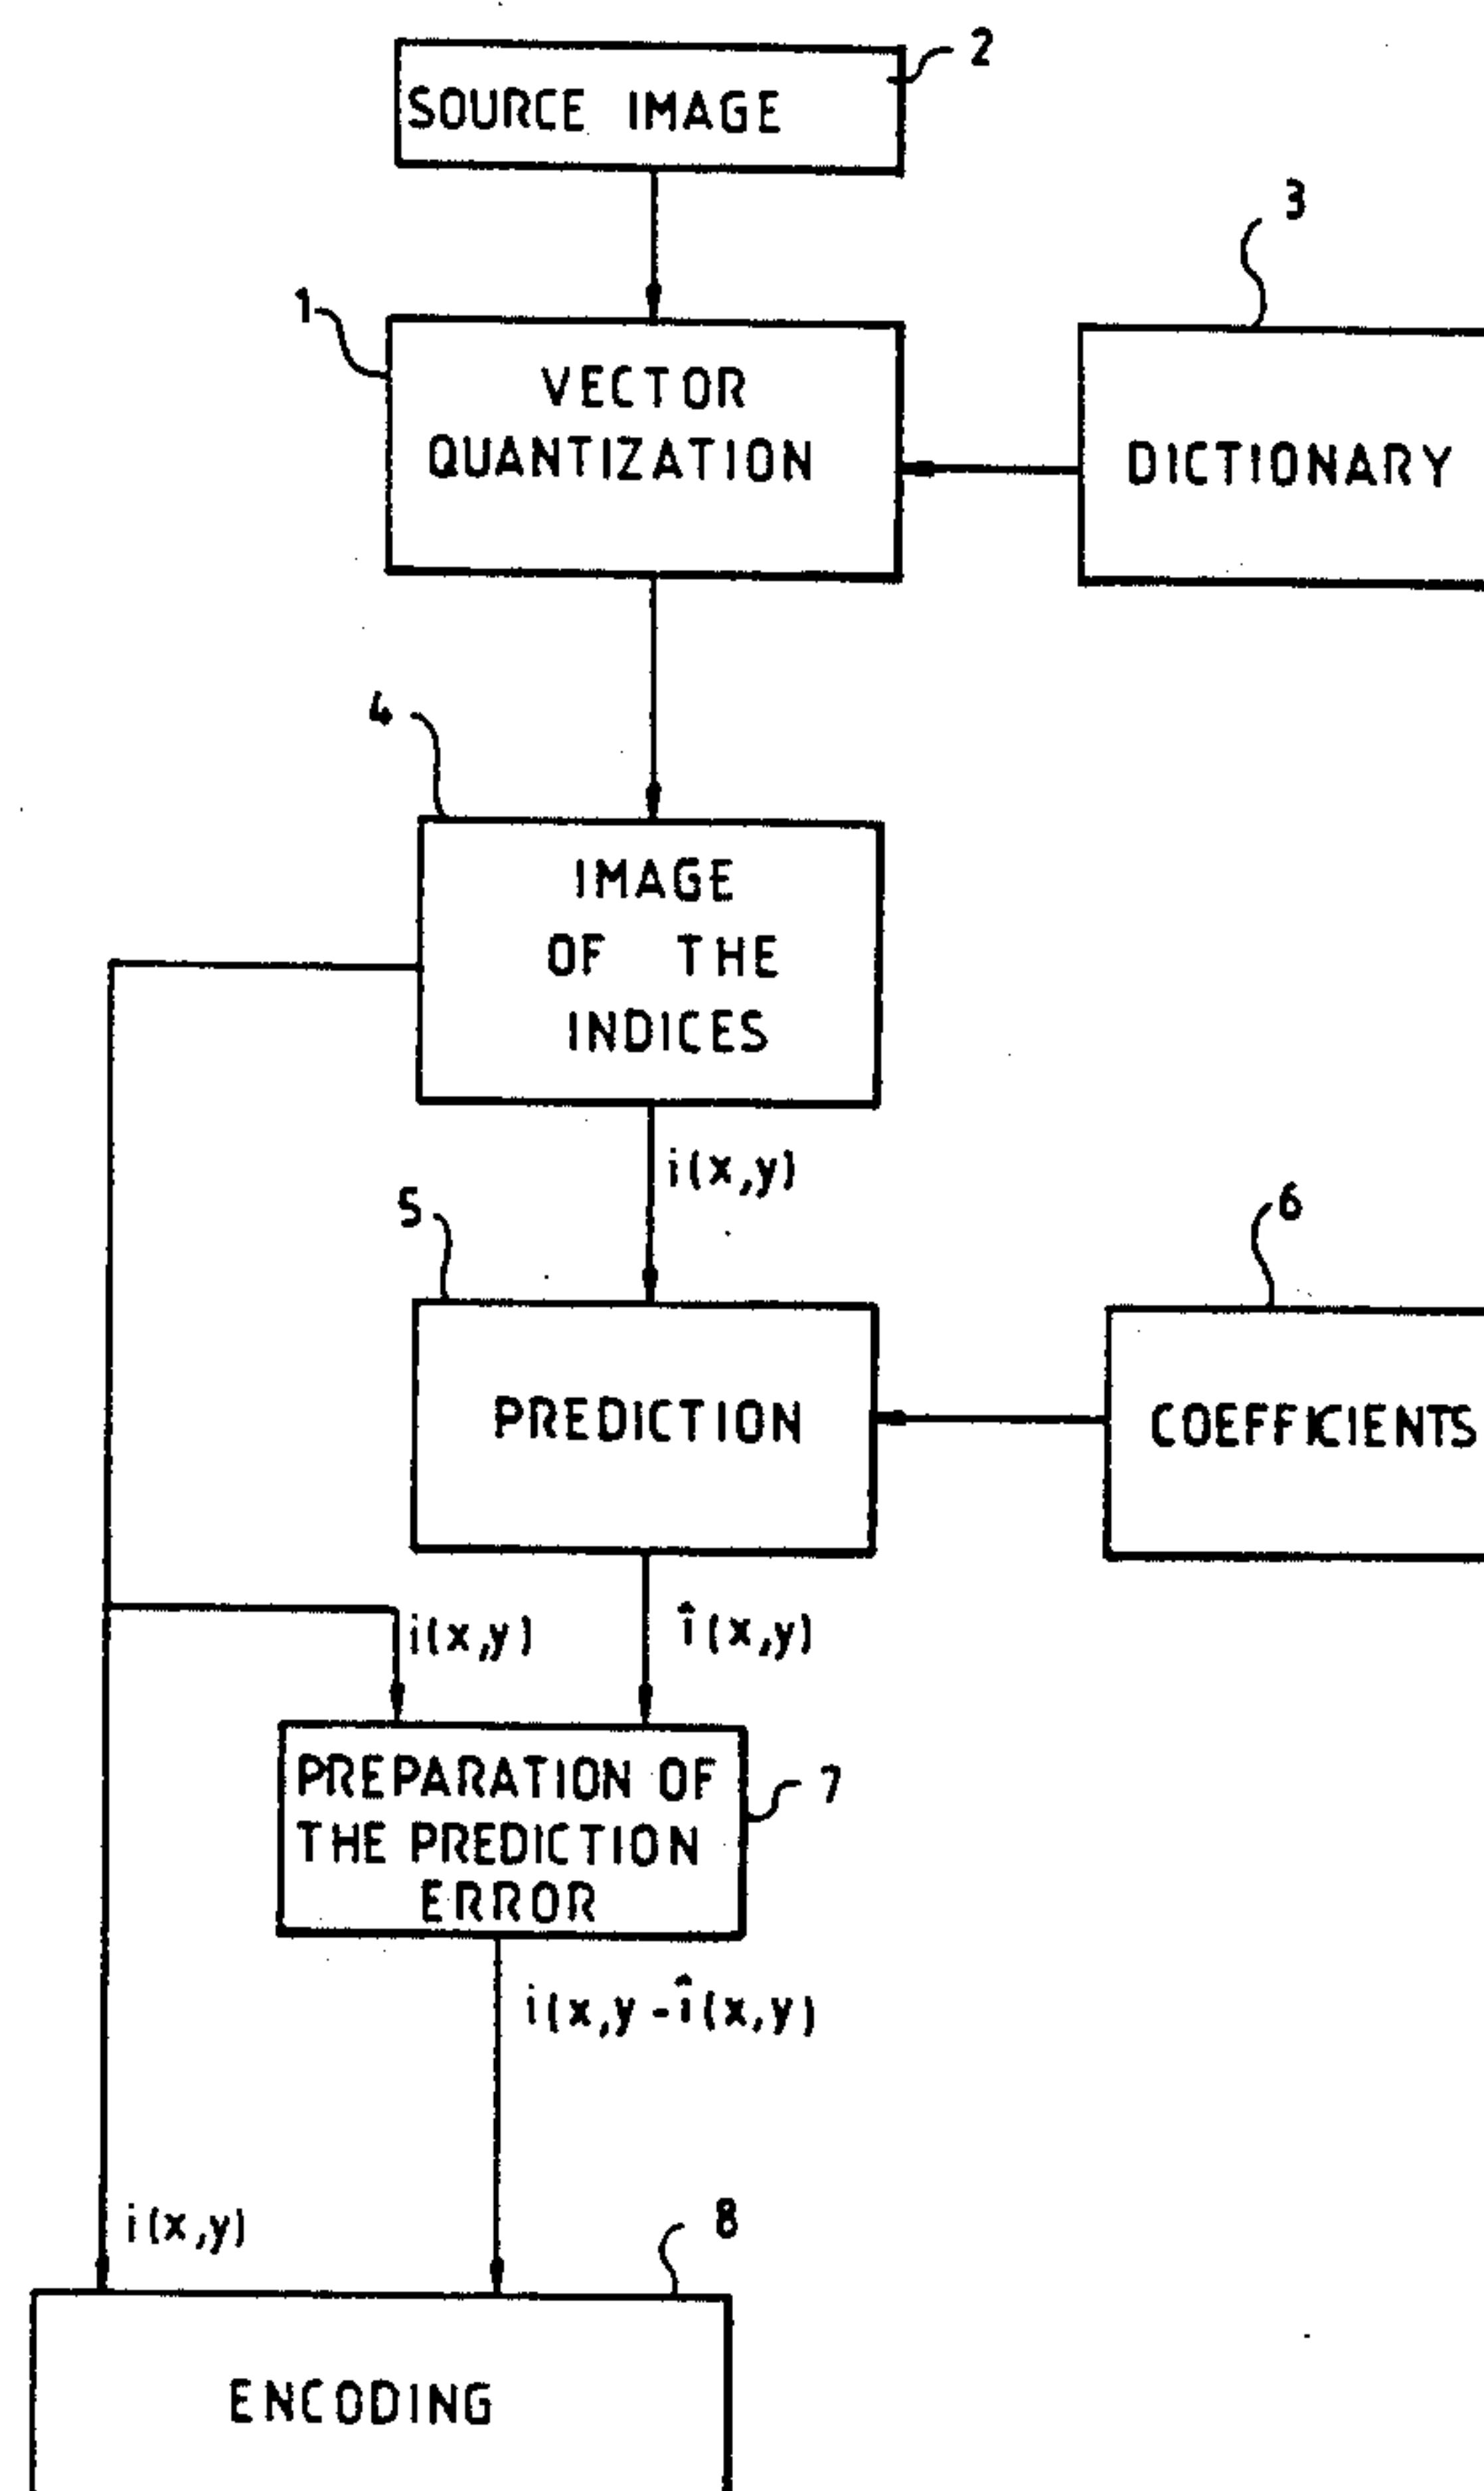 2
SOURCE IMAGE
3
1
VECTOR
QUANTIZATION
DICTIONARY
4
IMAGE
OF THE
INDICES
i(x,y)
5
6
PREDICTION
COEFFICIENTS
i(x,y)
î(x,y)
PREPARATION OF
THE PREDICTION
ERROR
7
i(x,y-î(x,y)
i(x,y)
8
ENCODING